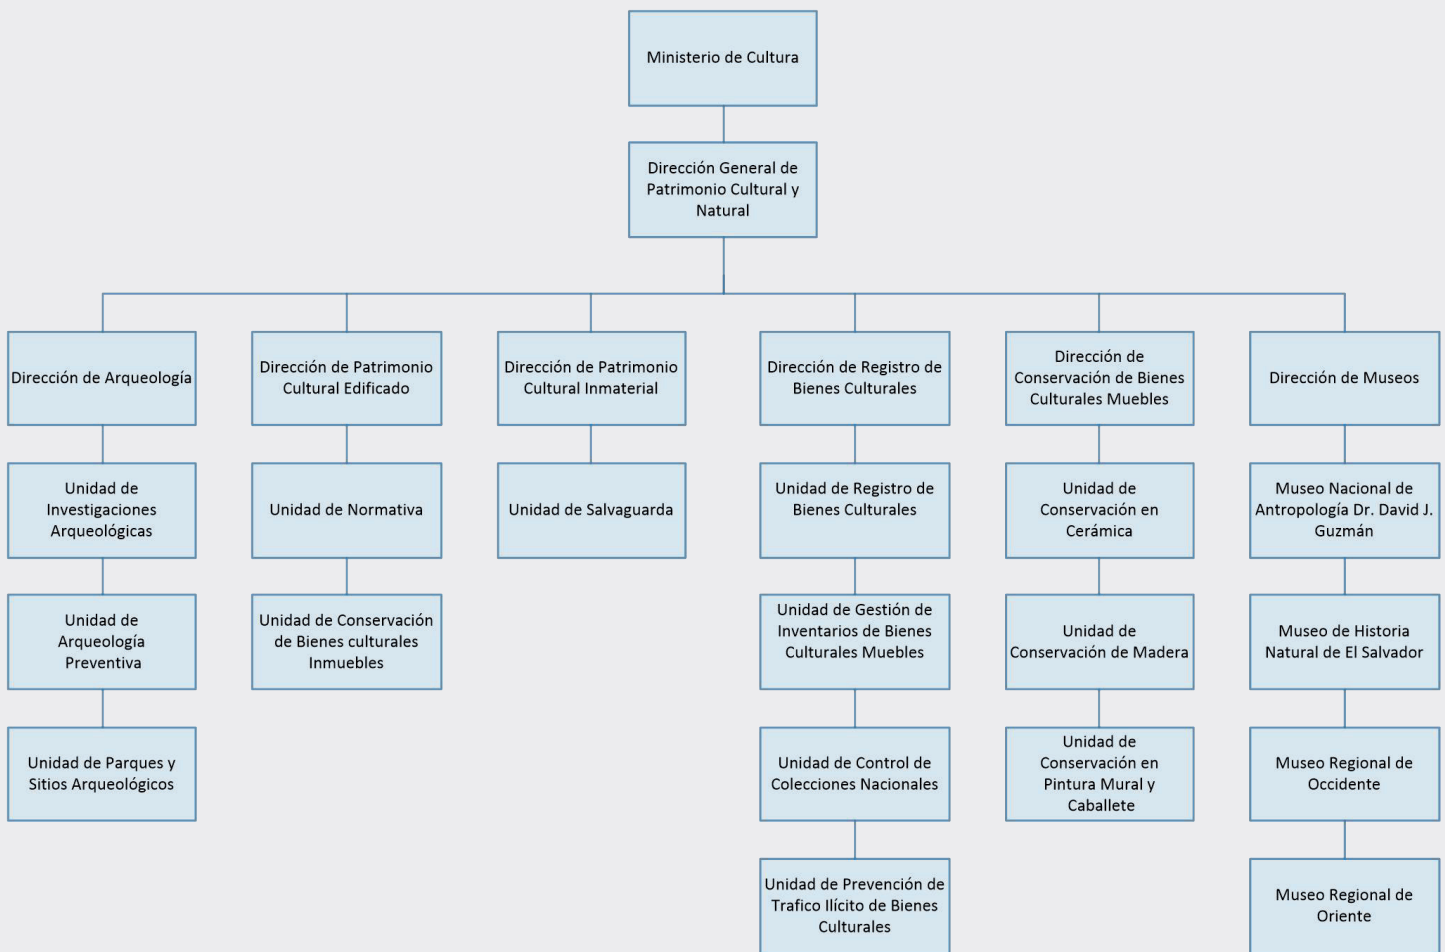 Ministerio de Cultura
Dirección General de
Patrimonio Cultural y
Natural
Dirección de Arqueología
Dirección de Patrimonio
Cultural Edificado
Dirección de Patrimonio
Cultural Inmaterial
Dirección de Registro de
Bienes Culturales
Dirección de
Conservación de Bienes
Culturales Muebles
Dirección de Museos
Unidad de
Investigaciones
Arqueológicas
Unidad de Normativa
Unidad de Salvaguarda
Unidad de Registro de
Bienes Culturales
Unidad de
Conservación en
Cerámica
Museo Nacional de
Antropología Dr. David J.
Guzmán
Unidad de
Arqueología
Preventiva
Unidad de Conservación
de Bienes culturales
Inmuebles
Unidad de Gestión de
Inventarios de Bienes
Culturales Muebles
Unidad de
Conservación de Madera
Museo de Historia
Natural de El Salvador
Unidad de Parques y
Sitios Arqueológicos
Unidad de Control de
Colecciones Nacionales
Unidad de
Conservación en
Pintura Mural y
Caballete
Museo Regional de
Occidente
Unidad de Prevención de
Trafico Ilícito de Bienes
Culturales
Museo Regional de
Oriente